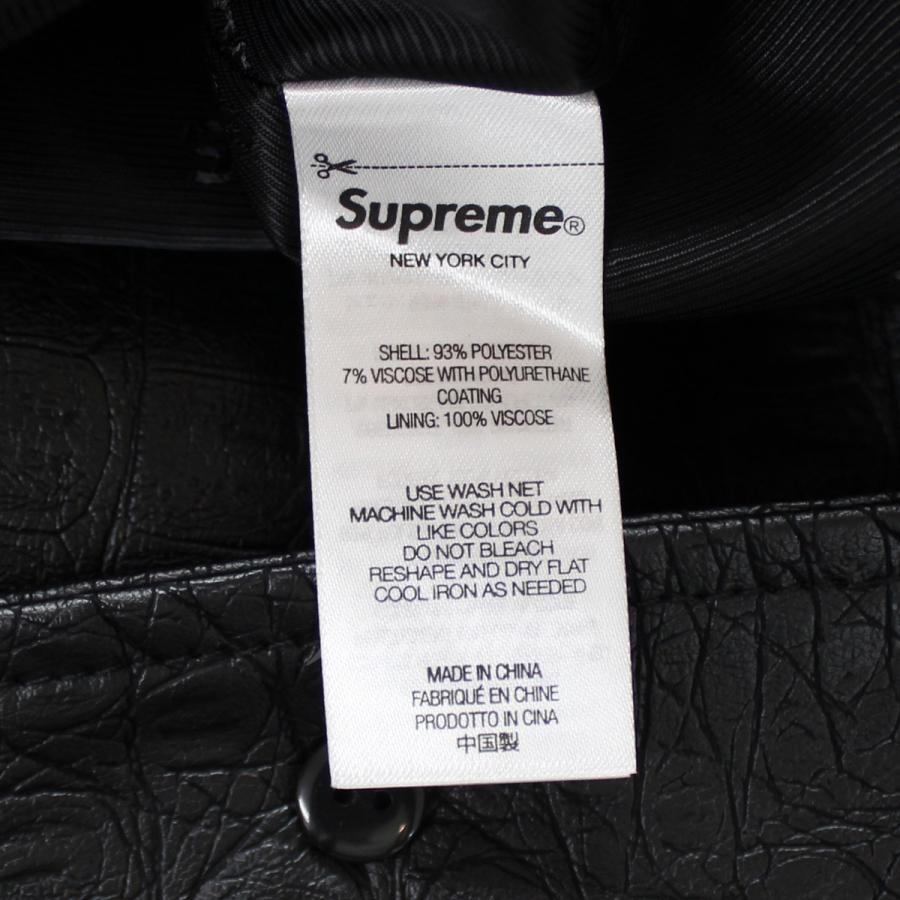 Supreme®
NEW YORK CITY
SHELL: 93% POLYESTER
7% VISCOSE WITH POLYURETHANE
COATING
LINING: 100% VISCOSE
USE WASH NET
MACHINE WASH COLD WITH
LIKE COLORS
DO NOT BLEACH
RESHAPE AND DRY FLAT
COOL IRON AS NEEDED
MADE IN CHINA
FABRIQUÉ EN CHINE
PRODOTTO IN CINA
中国製